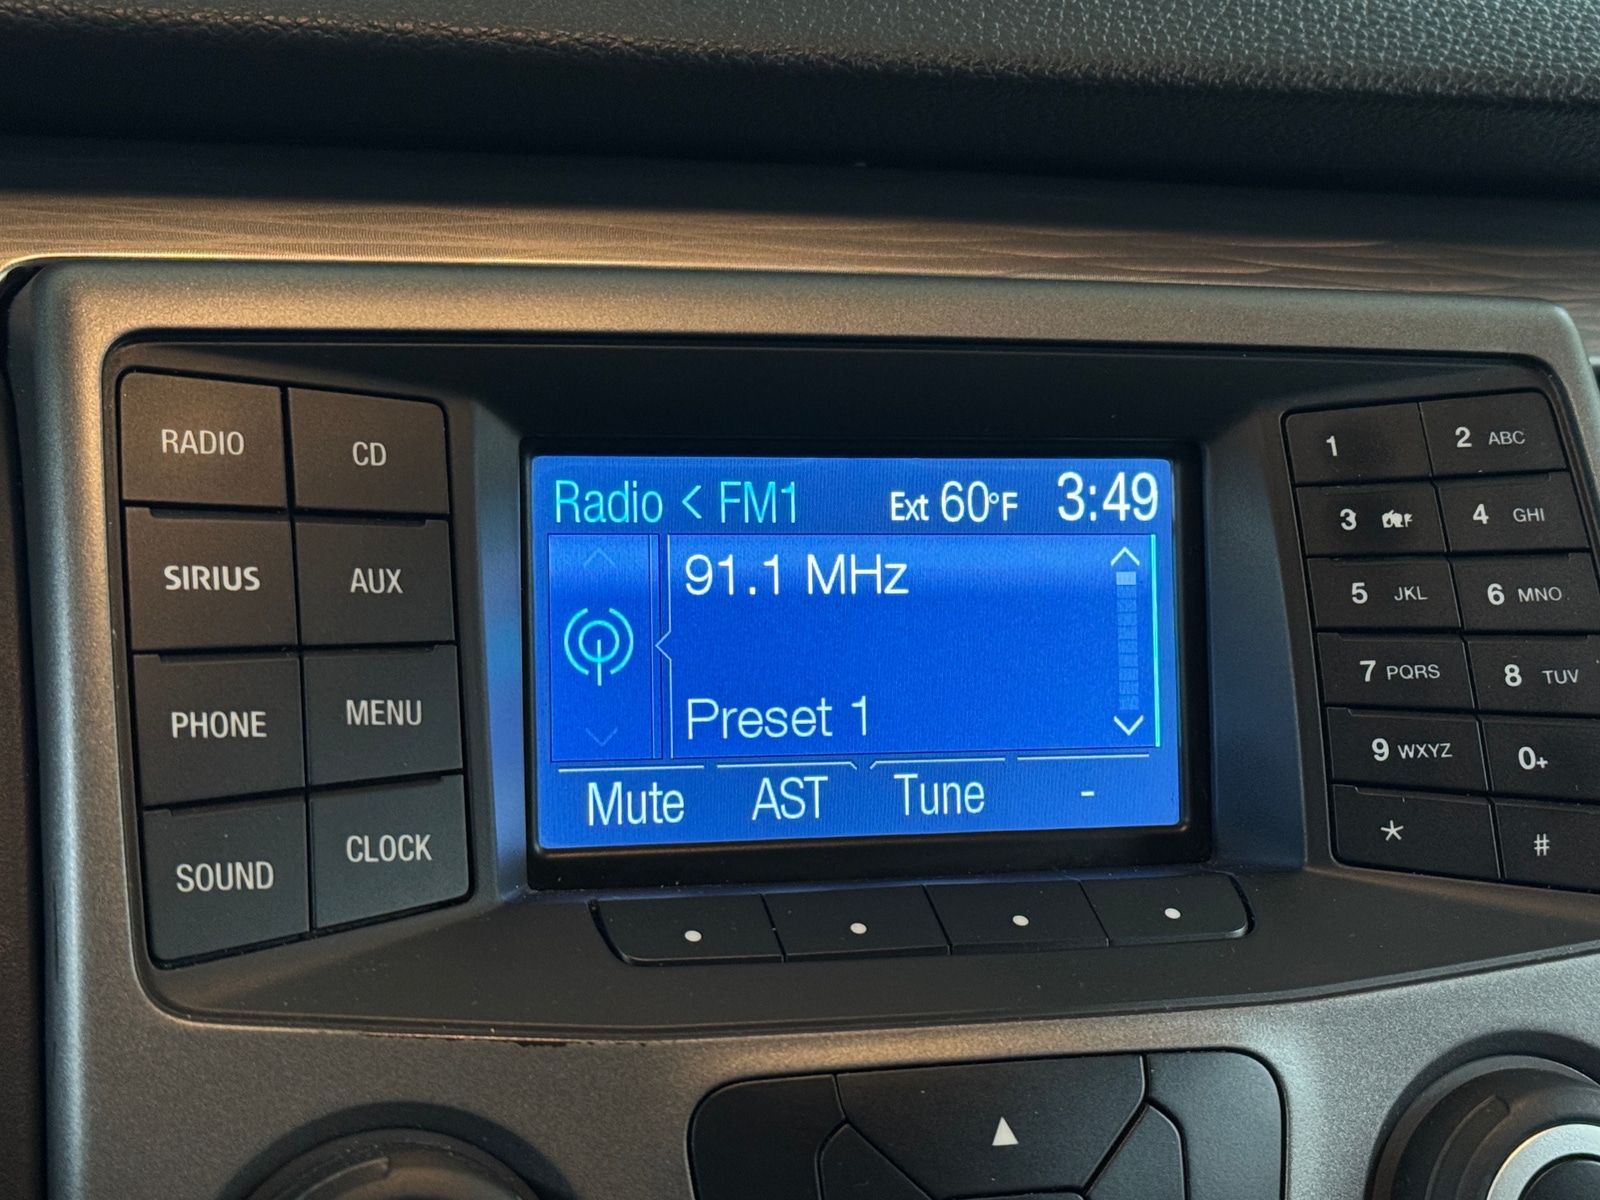 RADIO
CD
SIRIUS
AUX
PHONE
MENU
SOUND
CLOCK
Radio < FM1 Ext 60°F 3:49
91.1 MHz
Preset 1
Mute AST Tune -
1
2 ABC
3
4 GHI
5 JKL
6 MNO
7 PQRS
8 TUV
9 WXYZ
0+
*
#